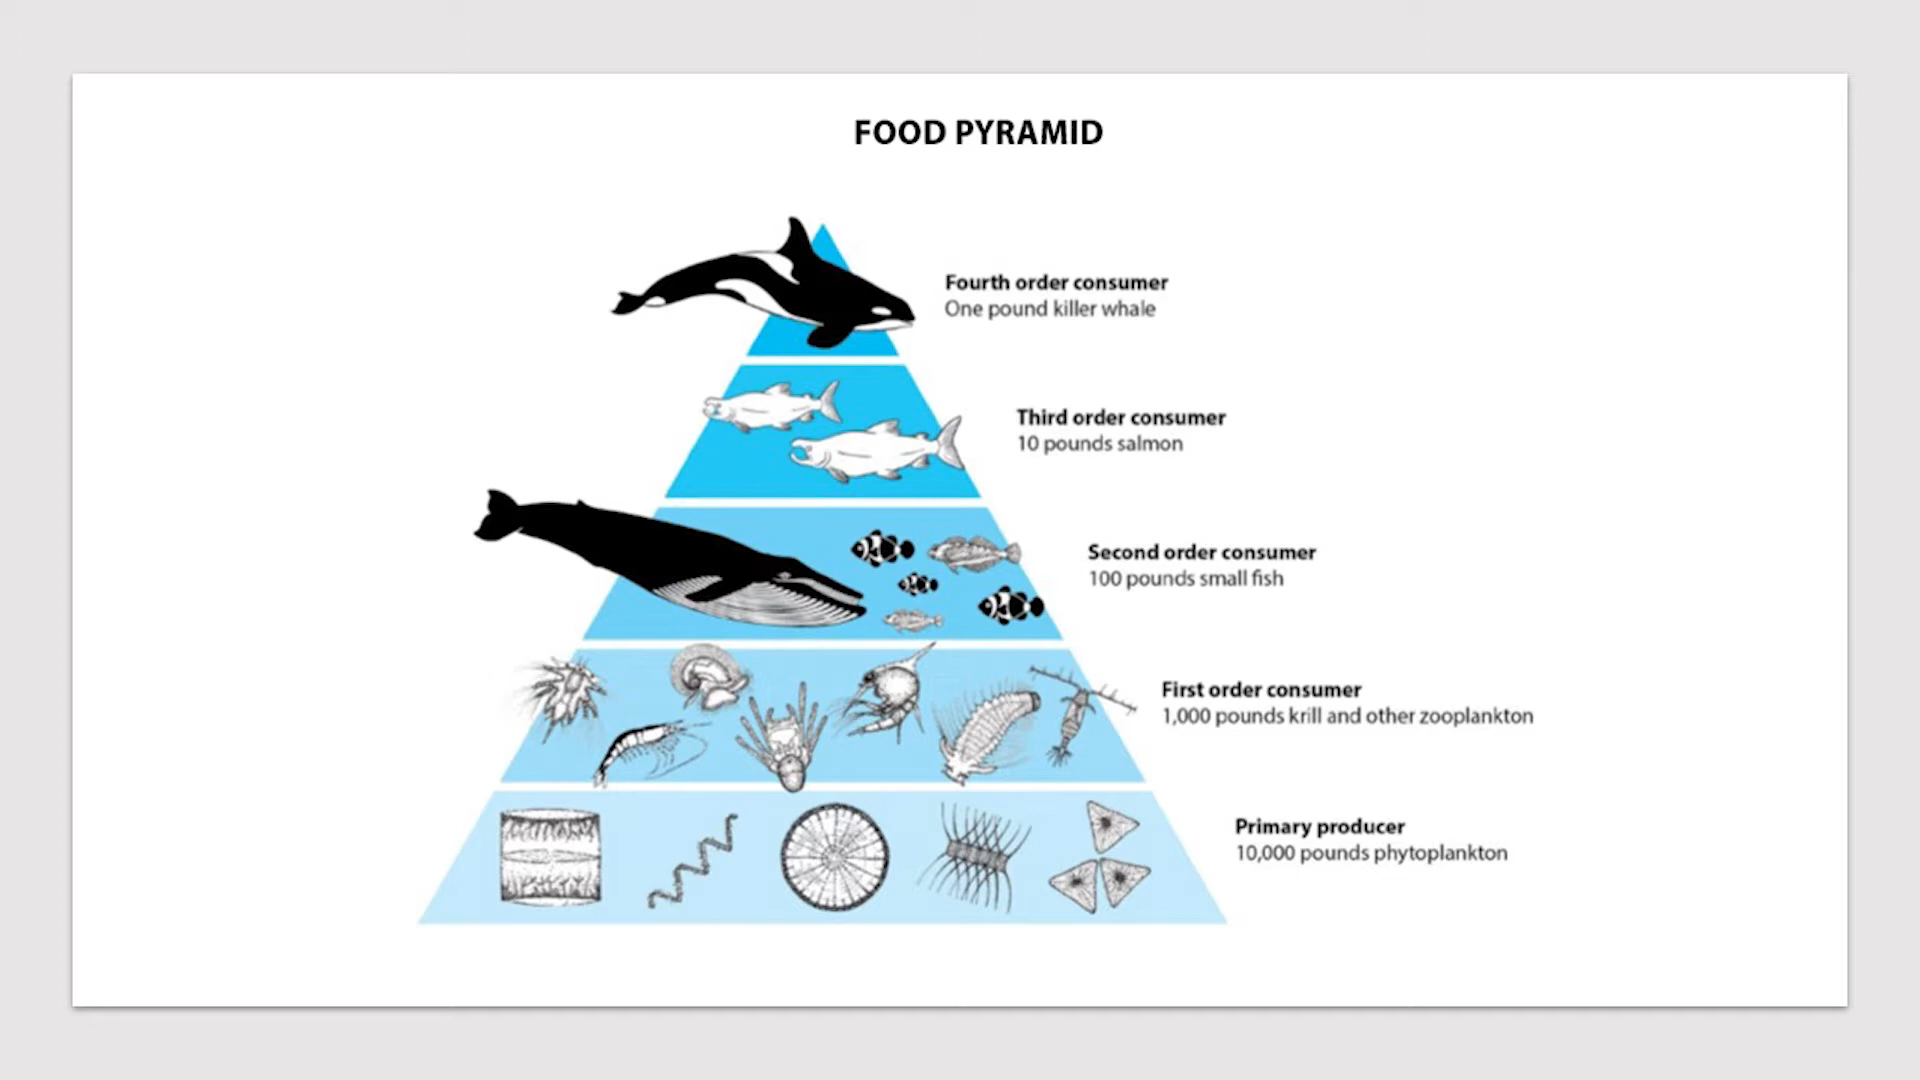 FOOD PYRAMID
Fourth order consumer
One pound killer whale
Third order consumer
10 pounds salmon
Second order consumer
100 pounds small fish
First order consumer
1,000 pounds krill and other zooplankton
Primary producer
10,000 pounds phytoplankton